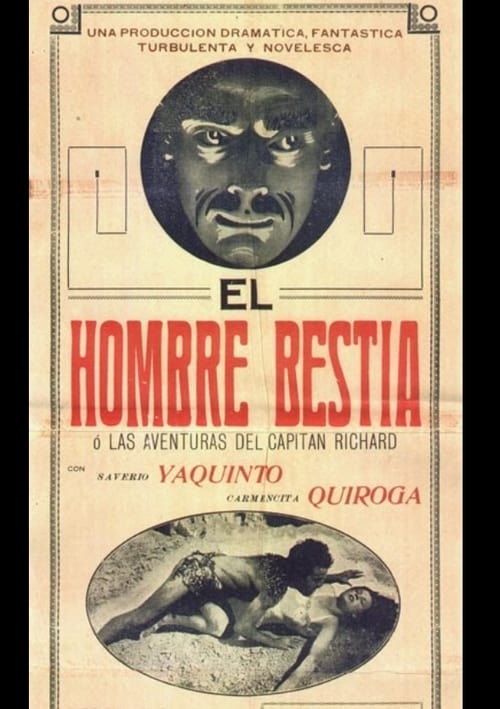 UNA PRODUCCION DRAMATICA, FANTASTICA
TURBULENTA Y NOVELESCA
EL
HOMBRE BESTIA
ó LAS AVENTURAS DEL CAPITAN RICHARD
CON SAVERIO YAQUINTO
CARMENCITA QUIROGA